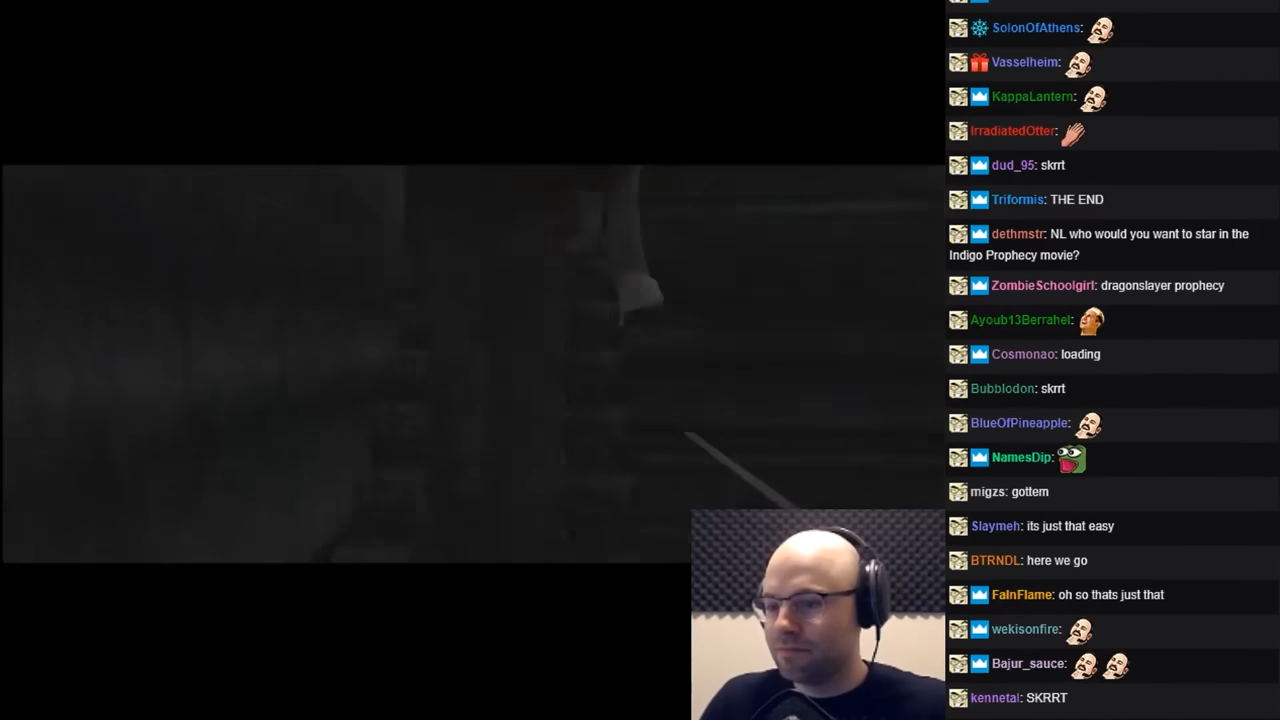 SolonOfAthens:
Vasselheim:
KappaLantern:
IrradiatedOtter:
dud_95: skrrt
Triformis: THE END
dethmstr: NL who would you want to star in the
Indigo Prophecy movie?
ZombieSchoolgirl: dragonslayer prophecy
Ayoub13Berrahel:
Cosmonao: loading
Bubblodon: skrrt
BlueOfPineapple:
NamesDip:
migzs: gottem
Slaymeh: its just that easy
BTRNDL: here we go
FalnFlame: oh so thats just that
wekisonfire:
Bajur_sauce:
kennetal: SKRRT